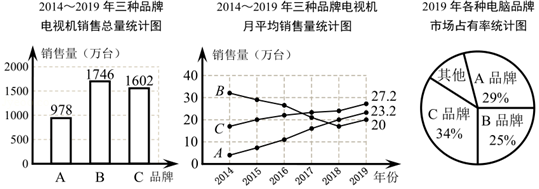 2014～2019 年三种品牌
电视机销售总量统计图
销售量（万台）
2000
1500
1000
500
0
978
1746
1602
A
B
C
品牌
2014～2019 年三种品牌电视机
月平均销售量统计图
销售量（万台）
40
30
20
10
0
B
C
A
27.2
23.2
20
2014
2015
2016
2017
2018
2019
年份
2019 年各种电脑品牌
市场占有率统计图
其他
A 品牌
29%
C 品牌
34%
B 品牌
25%